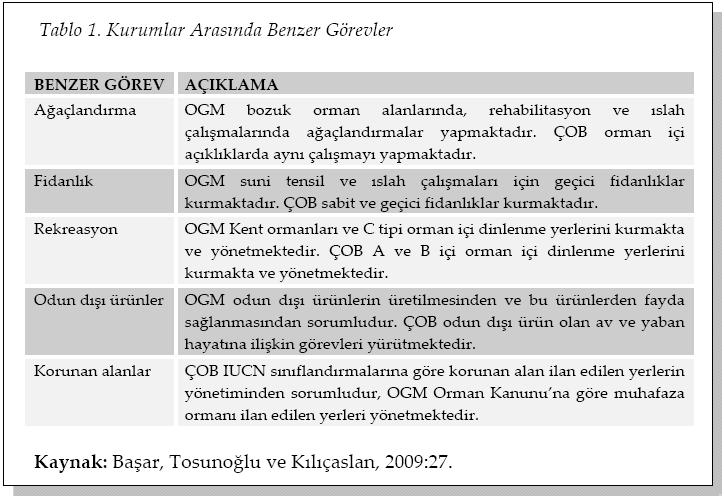 Tablo 1. Kurumlar Arasında Benzer Görevler
BENZER GÖREV AÇIKLAMA
Ağaçlandırma OGM bozuk orman alanlarında, rehabilitasyon ve ıslah
çalışmalarında ağaçlandırmalar yapmaktadır. ÇOB orman içi
açıklıklarda aynı çalışmayı yapmaktadır.
Fidanlık OGM suni tensil ve ıslah çalışmaları için geçici fidanlıklar
kurmaktadır. ÇOB sabit ve geçici fidanlıklar kurmaktadır.
Rekreasyon OGM Kent ormanları ve C tipi orman içi dinlenme yerlerini kurmakta
ve yönetmektedir. ÇOB A ve B içi orman içi dinlenme yerlerini
kurmakta ve yönetmektedir.
Odun dışı ürünler OGM odun dışı ürünlerin üretilmesinden ve bu ürünlerden fayda
sağlanmasından sorumludur. ÇOB odun dışı ürün olan av ve yaban
hayatına ilişkin görevleri yürütmektedir.
Korunan alanlar ÇOB IUCN sınıflandırmalarına göre korunan alan ilan edilen yerlerin
yönetiminden sorumludur, OGM Orman Kanunu’na göre muhafaza
ormanı ilan edilen yerleri yönetmektedir.
Kaynak: Başar, Tosunoğlu ve Kılıçaslan, 2009:27.